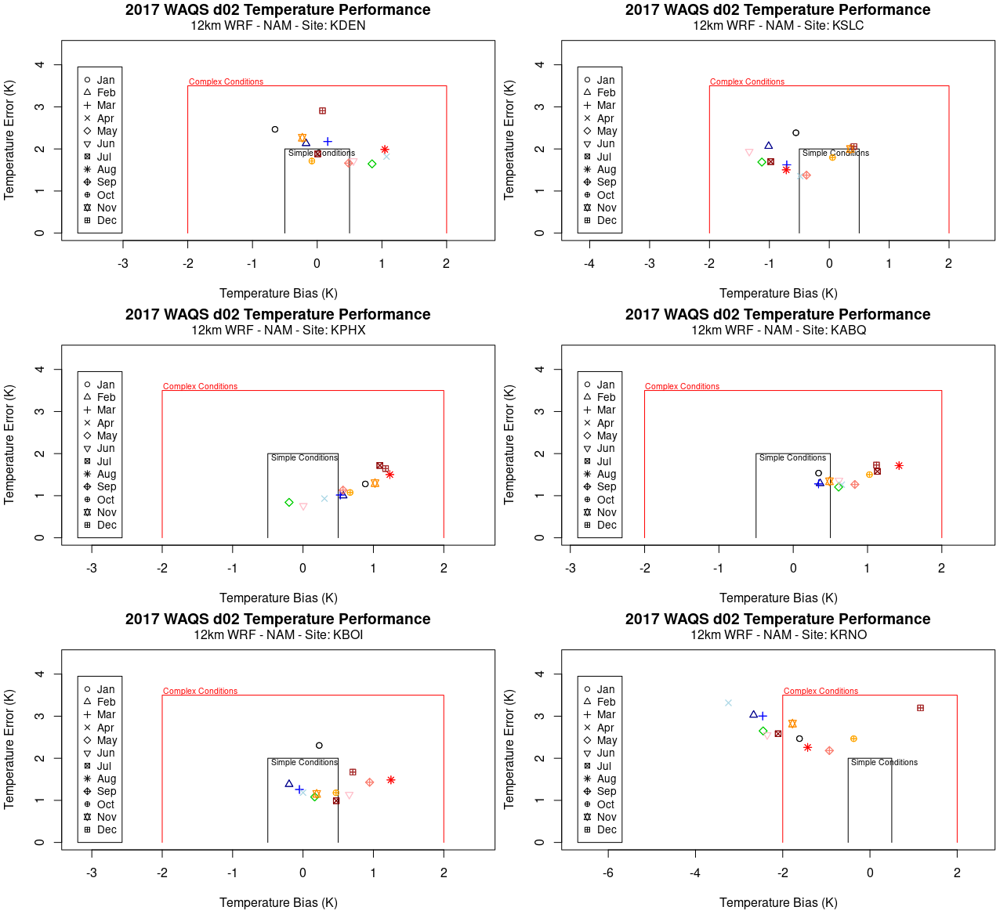 2017 WAQS d02 Temperature Performance
12km WRF - NAM - Site: KDEN
Temperature Error (K)
4
3
2
1
0
Jan
Feb
Mar
Apr
May
Jun
Jul
Aug
Sep
Oct
Nov
Dec
Complex Conditions
Simple Conditions
-3 -2 -1 0 1 2
Temperature Bias (K)
2017 WAQS d02 Temperature Performance
12km WRF - NAM - Site: KSLC
Temperature Error (K)
4
3
2
1
0
Jan
Feb
Mar
Apr
May
Jun
Jul
Aug
Sep
Oct
Nov
Dec
Complex Conditions
Simple Conditions
-4 -3 -2 -1 0 1 2
Temperature Bias (K)
2017 WAQS d02 Temperature Performance
12km WRF - NAM - Site: KPHX
Temperature Error (K)
4
3
2
1
0
Jan
Feb
Mar
Apr
May
Jun
Jul
Aug
Sep
Oct
Nov
Dec
Complex Conditions
Simple Conditions
-3 -2 -1 0 1 2
Temperature Bias (K)
2017 WAQS d02 Temperature Performance
12km WRF - NAM - Site: KABQ
Temperature Error (K)
4
3
2
1
0
Jan
Feb
Mar
Apr
May
Jun
Jul
Aug
Sep
Oct
Nov
Dec
Complex Conditions
Simple Conditions
-3 -2 -1 0 1 2
Temperature Bias (K)
2017 WAQS d02 Temperature Performance
12km WRF - NAM - Site: KBOI
Temperature Error (K)
4
3
2
1
0
Jan
Feb
Mar
Apr
May
Jun
Jul
Aug
Sep
Oct
Nov
Dec
Complex Conditions
Simple Conditions
-3 -2 -1 0 1 2
Temperature Bias (K)
2017 WAQS d02 Temperature Performance
12km WRF - NAM - Site: KRNO
Temperature Error (K)
4
3
2
1
0
Jan
Feb
Mar
Apr
May
Jun
Jul
Aug
Sep
Oct
Nov
Dec
Complex Conditions
Simple Conditions
-6 -4 -2 0 2
Temperature Bias (K)